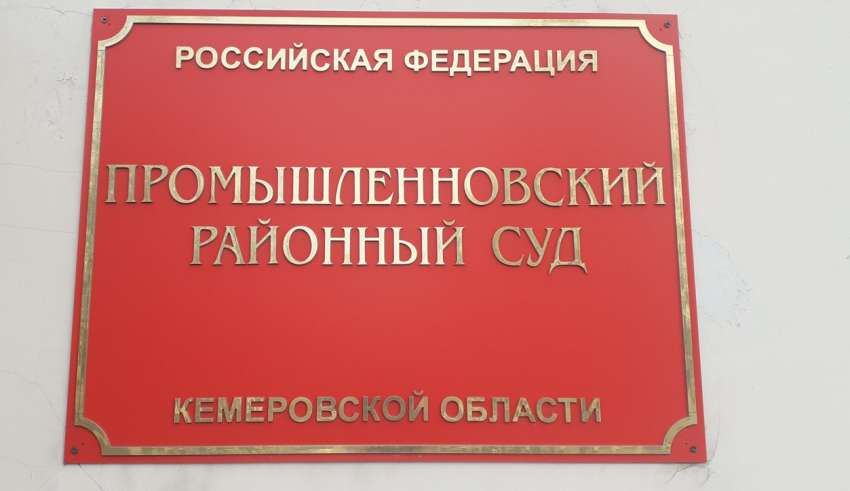 РОССИЙСКАЯ ФЕДЕРАЦИЯ
ПРОМЫШЛЕННОВСКИЙ
РАЙОННЫЙ СУД
КЕМЕРОВСКОЙ ОБЛАСТИ